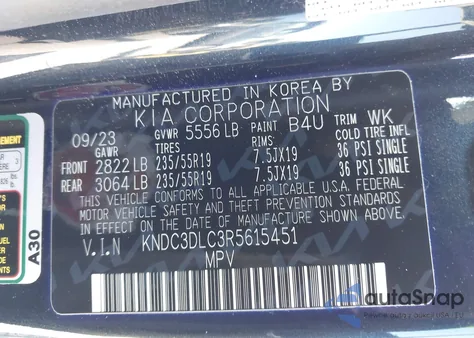 MANUFACTURED IN KOREA BY
KIA CORPORATION
09/23 GVWR 5556 LB PAINT B4U TRIM WK
GAWR TIRES RIMS COLD TIRE INFL
FRONT 2822 LB 235/55R19 7.5JX19 36 PSI SINGLE
REAR 3064 LB 235/55R19 7.5JX19 36 PSI SINGLE
THIS VEHICLE CONFORMS TO ALL APPLICABLE FEDERAL
MOTOR VEHICLE SAFETY AND THEFT PREVENTION STANDARDS
IN EFFECT ON THE DATE OF MANUFACTURE SHOWN ABOVE.
V.I.N KNDC3DLC3R5615451
MPV
A30
EMENT
autoSnap